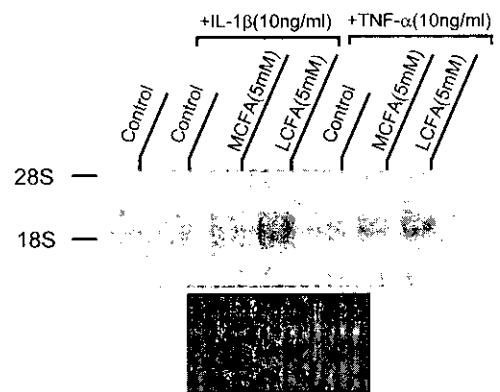 +IL-1β(10ng/ml) +TNF-α(10ng/ml)
Control Control MCFA(5mM) LCFA(5mM) Control MCFA(5mM) LCFA(5mM)
28S
18S